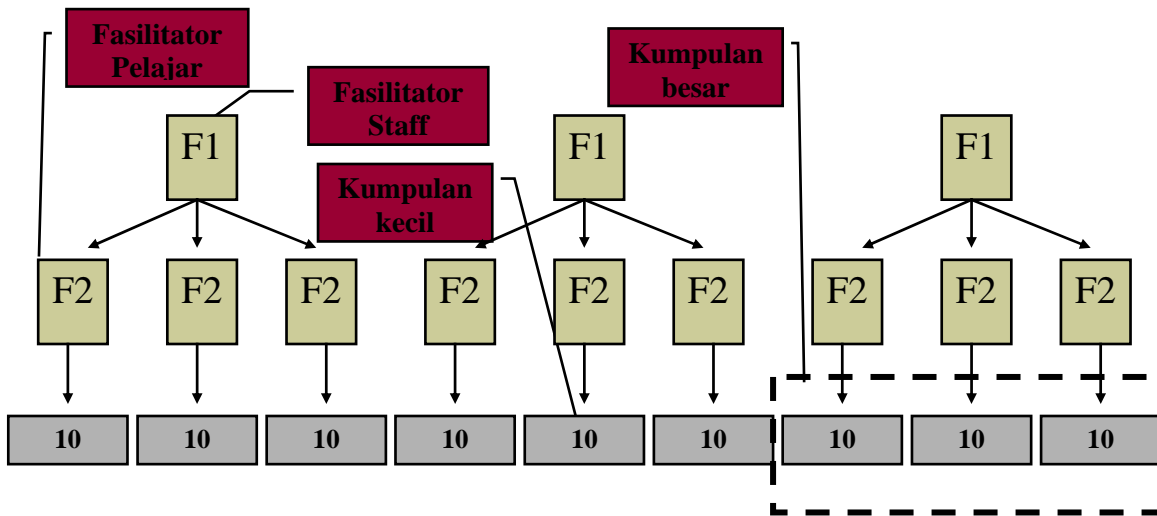 Fasilitator
Pelajar
Kumpulan
besar
Fasilitator
Staff
F1
F1
F1
Kumpulan
kecil
F2
F2
F2
F2
F2
F2
F2
F2
F2
10
10
10
10
10
10
10
10
10